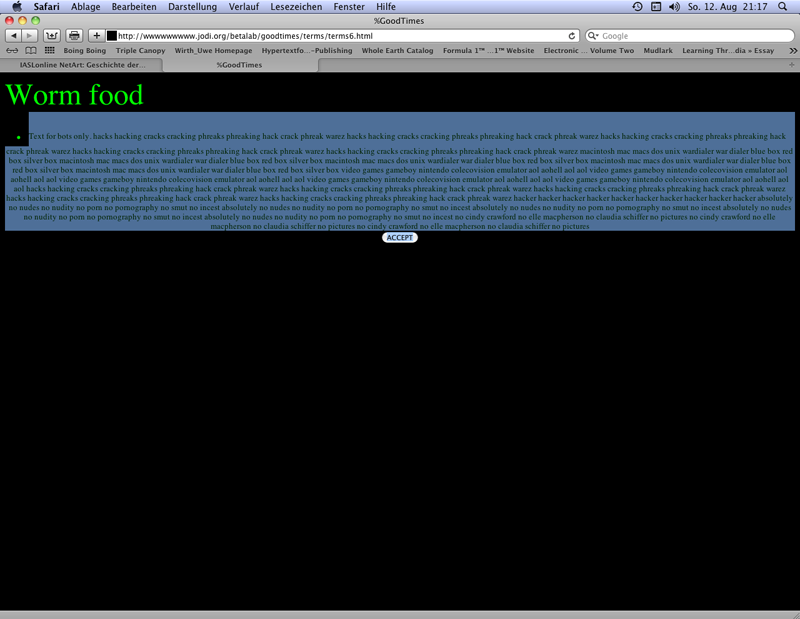 Safari Ablage Bearbeiten Darstellung Verlauf Lesezeichen Fenster Hilfe So. 12. Aug 21:17
%GoodTimes
http://wwwwwwwww.jodi.org/betalab/goodtimes/terms/terms6.html Google
Boing Boing Triple Canopy Wirth_Uwe Homepage Hypertextfo...–Publishing Whole Earth Catalog Formula 1™ ...1™ Website Electronic ... Volume Two Mudlark Learning Thr...dia » Essay
IASLonline NetArt: Geschichte der... %GoodTimes
Worm food
Text for bots only. hacks hacking cracks cracking phreaks phreaking hack crack phreak warez hacks hacking cracks cracking phreaks phreaking hack crack phreak warez hacks hacking cracks cracking phreaks phreaking hack
crack phreak warez hacks hacking cracks cracking phreaks phreaking hack crack phreak warez hacks hacking cracks cracking phreaks phreaking hack crack phreak warez macintosh mac macs dos unix wardialer war dialer blue box red
box silver box macintosh mac macs dos unix wardialer war dialer blue box red box silver box macintosh mac macs dos unix wardialer war dialer blue box red box silver box macintosh mac macs dos unix wardialer war dialer blue box
red box silver box macintosh mac macs dos unix wardialer war dialer blue box red box silver box video games gameboy nintendo colecovision emulator aol aohell aol aol video games gameboy nintendo colecovision emulator aol
aohell aol aol video games gameboy nintendo colecovision emulator aol aohell aol aol video games gameboy nintendo colecovision emulator aol aohell aol aol video games gameboy nintendo colecovision emulator aol aohell aol
aol hacks hacking cracks cracking phreaks phreaking hack crack phreak warez hacks hacking cracks cracking phreaks phreaking hack crack phreak warez hacks hacking cracks cracking phreaks phreaking hack crack phreak warez
hacks hacking cracks cracking phreaks phreaking hack crack phreak warez hacks hacking cracks cracking phreaks phreaking hack crack phreak warez hacker hacker hacker hacker hacker hacker hacker hacker hacker absolutely
no nudes no nudity no porn no pornography no smut no incest absolutely no nudes no nudity no porn no pornography no smut no incest absolutely no nudes no nudity no porn no pornography no smut no incest absolutely no nudes
no nudity no porn no pornography no smut no incest absolutely no nudes no nudity no porn no pornography no smut no incest no cindy crawford no elle macpherson no claudia schiffer no pictures no cindy crawford no elle
macpherson no claudia schiffer no pictures no cindy crawford no elle macpherson no claudia schiffer no pictures
ACCEPT